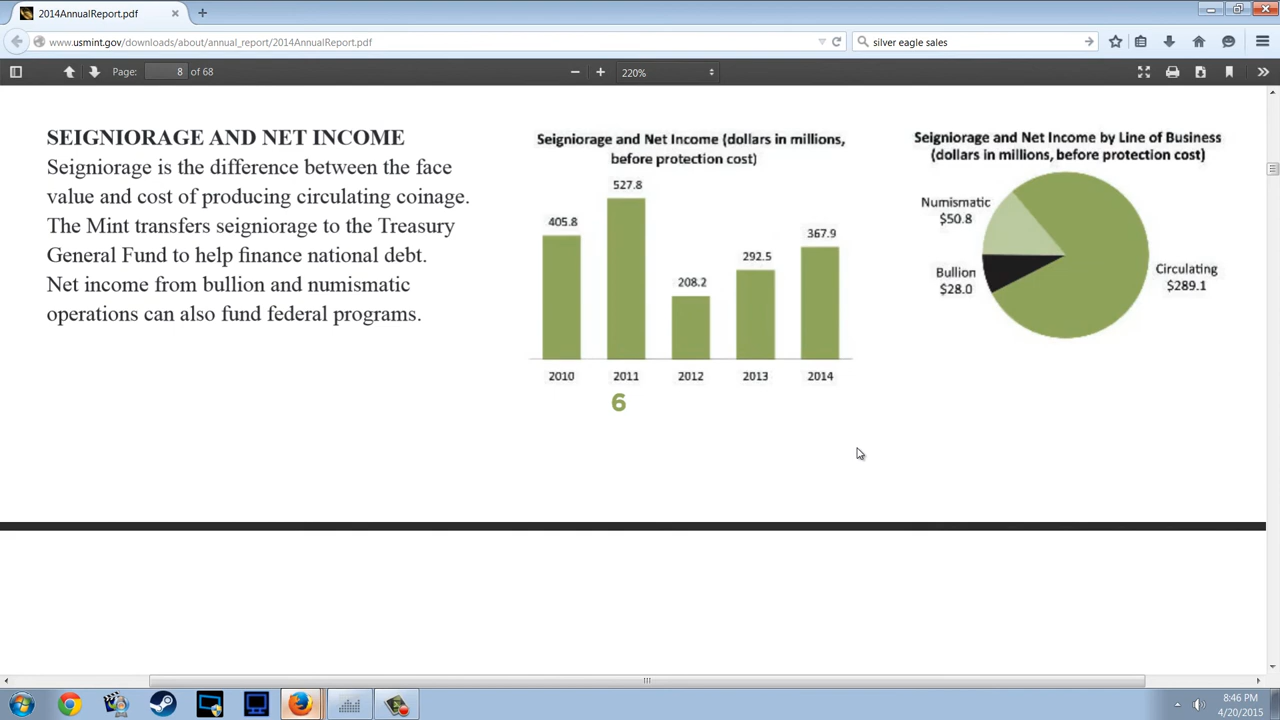 2014AnnualReport.pdf
www.usmint.gov/downloads/about/annual_report/2014AnnualReport.pdf
silver eagle sales
Page: 8 of 68
220%
SEIGNIORAGE AND NET INCOME
Seigniorage is the difference between the face
value and cost of producing circulating coinage.
The Mint transfers seigniorage to the Treasury
General Fund to help finance national debt.
Net income from bullion and numismatic
operations can also fund federal programs.
Seigniorage and Net Income (dollars in millions,
before protection cost)
405.8
527.8
208.2
292.5
367.9
2010 2011 2012 2013 2014
6
Seigniorage and Net Income by Line of Business
(dollars in millions, before protection cost)
Numismatic
$50.8
Bullion
$28.0
Circulating
$289.1
8:46 PM
4/20/2015